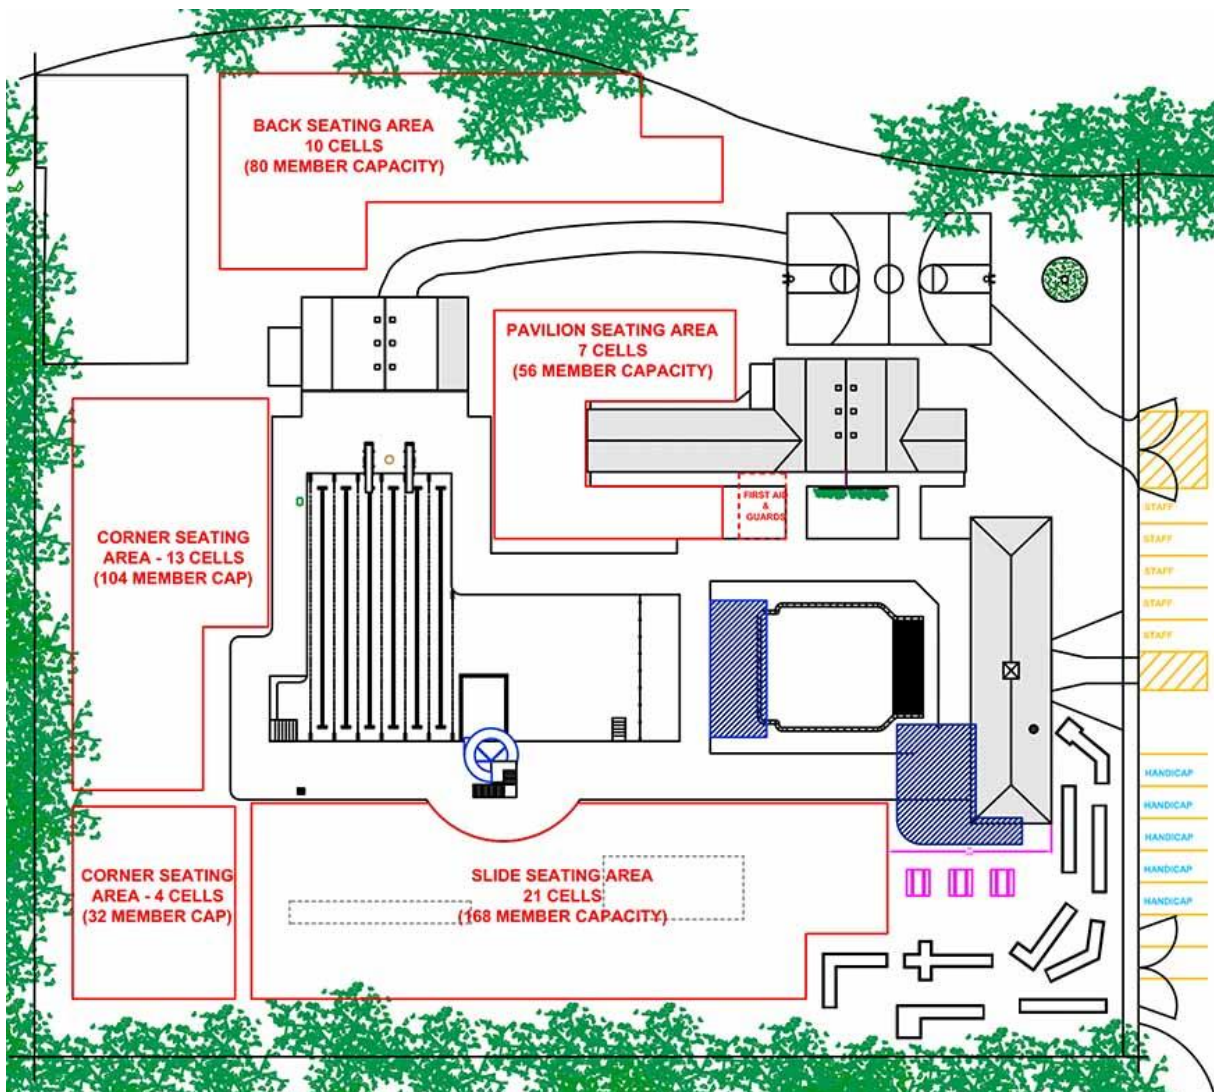 BACK SEATING AREA
10 CELLS
(80 MEMBER CAPACITY)
PAVILION SEATING AREA
7 CELLS
(56 MEMBER CAPACITY)
FIRST AID
&
GUARDS
CORNER SEATING
AREA - 13 CELLS
(104 MEMBER CAP)
STAFF
STAFF
STAFF
STAFF
STAFF
HANDICAP
HANDICAP
HANDICAP
HANDICAP
HANDICAP
CORNER SEATING
AREA - 4 CELLS
(32 MEMBER CAP)
SLIDE SEATING AREA
21 CELLS
(168 MEMBER CAPACITY)